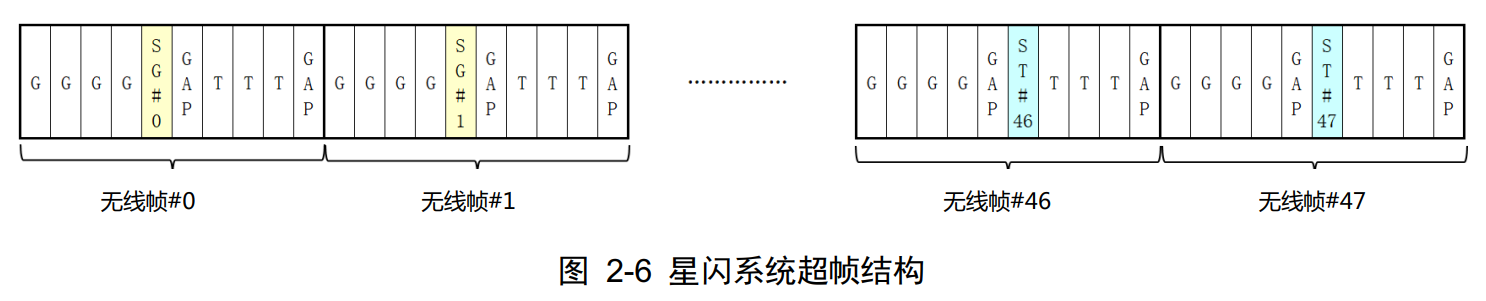 G G G G SG#0 GAP T T T GAP G G G G SG#1 GAP T T T GAP …………… G G G G GAP ST#46 T T T GAP G G G G GAP ST#47 T T T GAP
无线帧#0 无线帧#1 无线帧#46 无线帧#47
图 2-6 星闪系统超帧结构